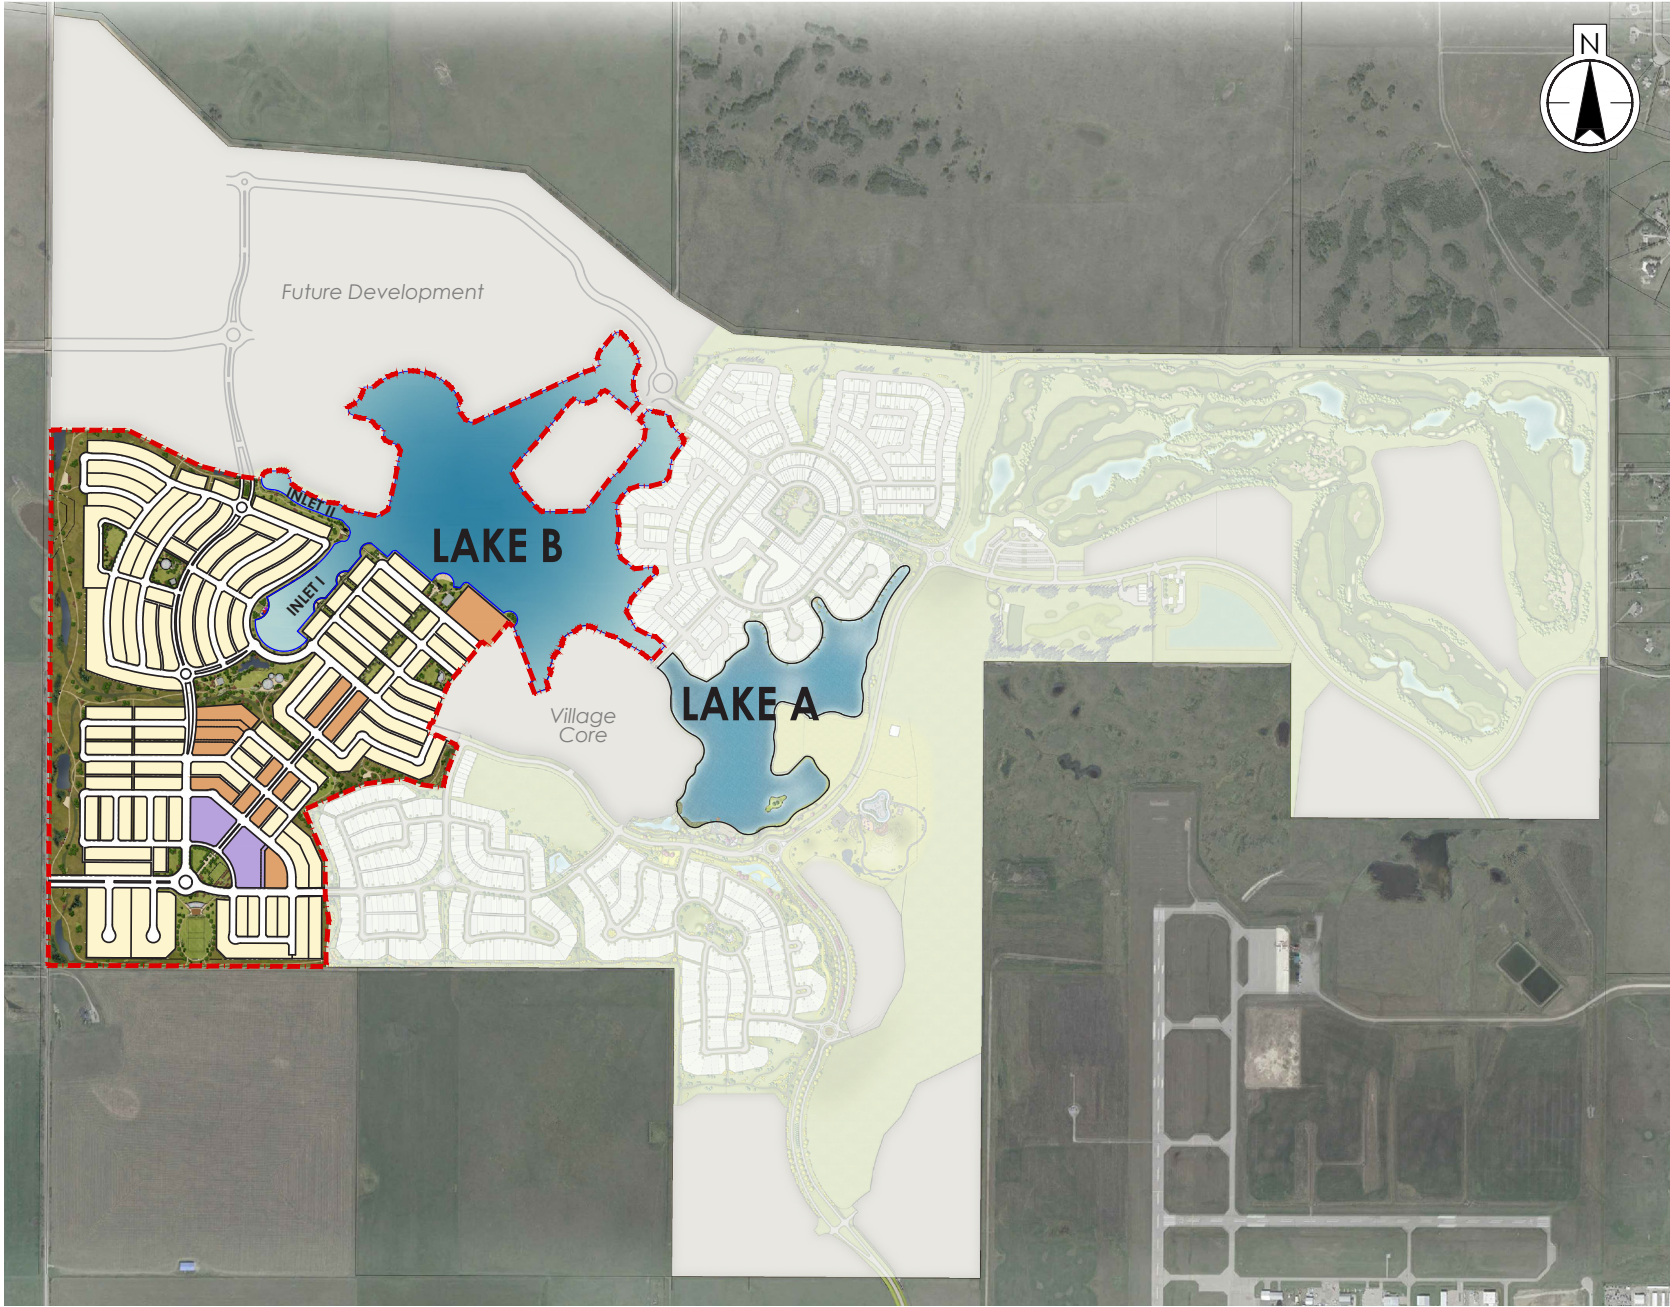 N
Future Development
INLET II
LAKE B
INLET I
LAKE A
Village
Core